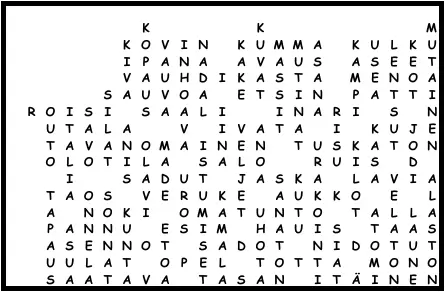 K K M
KOVIN KUMMA KULKU
IPANA AVAUS ASEET
VAUHDIKASTA MENOA
SAUVOA ETSIN PATTI
ROISI SAALI INARI S N
UTALA V IVATA I KUJE
TAVANOMAINEN TUSKATON
OLOTILA SALO RUIS D
I SADUT JASKA LAVIA
TAOS VERUKE AUKKO E L
A NOKI OMATUNTO TALLA
PANNU ESIM HAUIS TAAS
ASENNOT SADOT NIDOTUT
UULAT OPEL TOTTA MONO
SAATAVA TASAN ITÄINEN